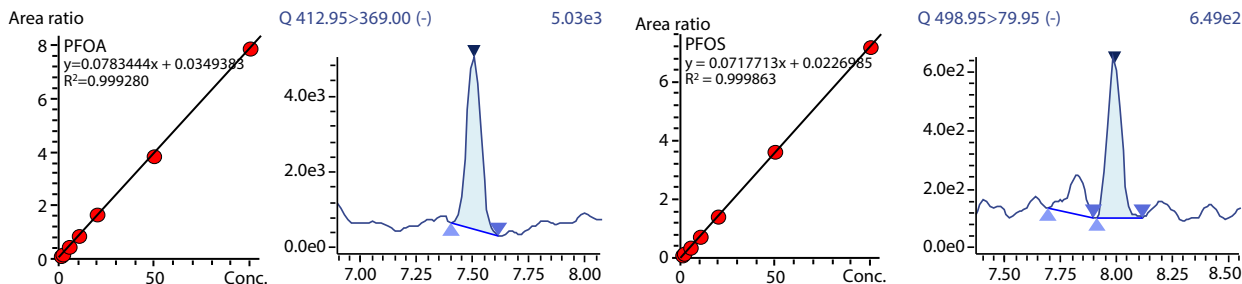 Area ratio
PFOA
y=0.0783444x + 0.0349383
R²=0.999280
8
6
4
2
0
0 50 Conc.
Q 412.95>369.00 (-) 5.03e3
4.0e3
2.0e3
0.0e0
7.00 7.25 7.50 7.75 8.00
Area ratio
PFOS
y = 0.0717713x + 0.0226985
R² = 0.999863
6
4
2
0
0 50 Conc.
Q 498.95>79.95 (-) 6.49e2
6.0e2
4.0e2
2.0e2
0.0e0
7.50 7.75 8.00 8.25 8.50